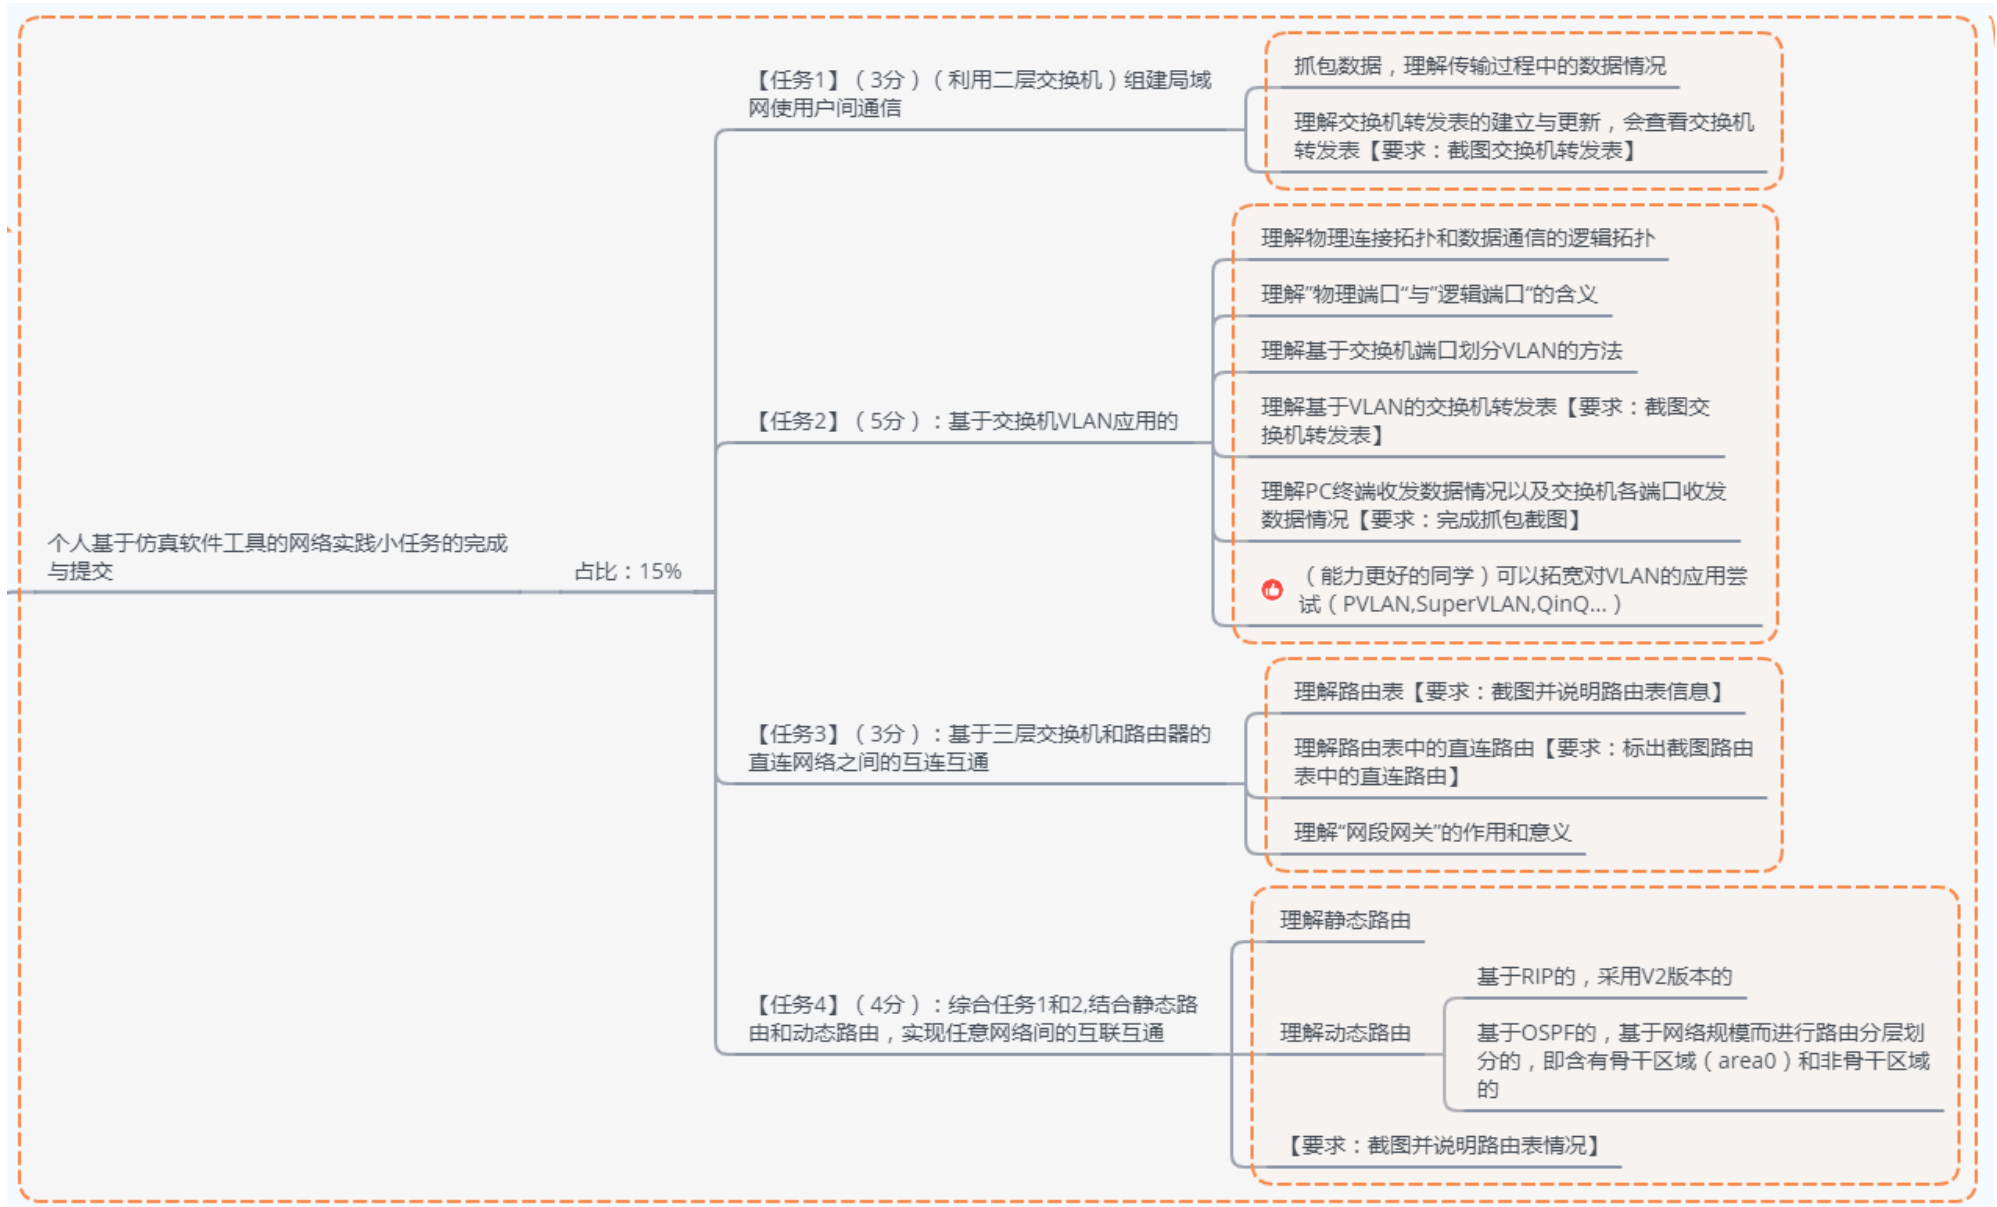 个人基于仿真软件工具的网络实践小任务的完成
与提交
占比：15%
【任务1】（3分）（利用二层交换机）组建局域
网使用户间通信
抓包数据，理解传输过程中的数据情况
理解交换机转发表的建立与更新，会查看交换机
转发表【要求：截图交换机转发表】
【任务2】（5分）：基于交换机VLAN应用的
理解物理连接拓扑和数据通信的逻辑拓扑
理解”物理端口“与”逻辑端口“的含义
理解基于交换机端口划分VLAN的方法
理解基于VLAN的交换机转发表【要求：截图交
换机转发表】
理解PC终端收发数据情况以及交换机各端口收发
数据情况【要求：完成抓包截图】
（能力更好的同学）可以拓宽对VLAN的应用尝
试（PVLAN,SuperVLAN,QinQ...）
【任务3】（3分）：基于三层交换机和路由器的
直连网络之间的互连互通
理解路由表【要求：截图并说明路由表信息】
理解路由表中的直连路由【要求：标出截图路由
表中的直连路由】
理解“网段网关”的作用和意义
【任务4】（4分）：综合任务1和2,结合静态路
由和动态路由，实现任意网络间的互联互通
理解静态路由
理解动态路由
基于RIP的，采用V2版本的
基于OSPF的，基于网络规模而进行路由分层划
分的，即含有骨干区域（area0）和非骨干区域
的
【要求：截图并说明路由表情况】